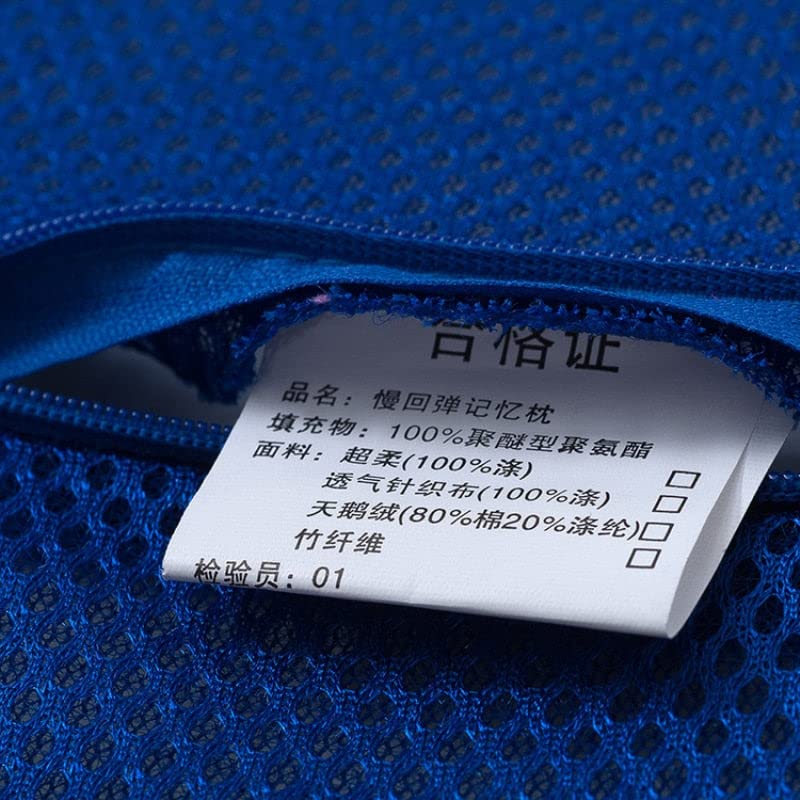 合格证
品名：慢回弹记忆枕
填充物：100%聚醚型聚氨酯
面料：超柔(100%涤)
透气针织布(100%涤)
天鹅绒(80%棉20%涤纶)
竹纤维
检验员：01